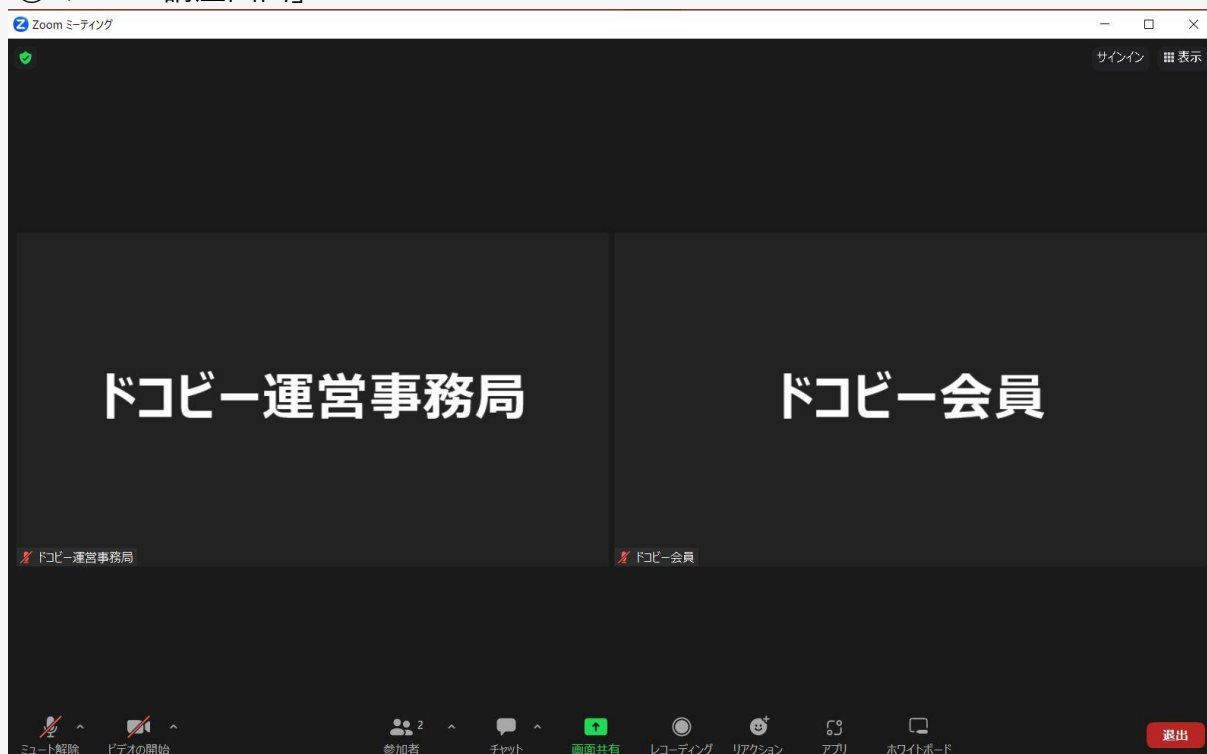 Zoom ミーティング
サインイン
表示
ドコビー運営事務局
ドコビー会員
ドコビー運営事務局
ドコビー会員
2
ミュート解除
ビデオの開始
参加者
チャット
画面共有
レコーディング
リアクション
アプリ
ホワイトボード
退出